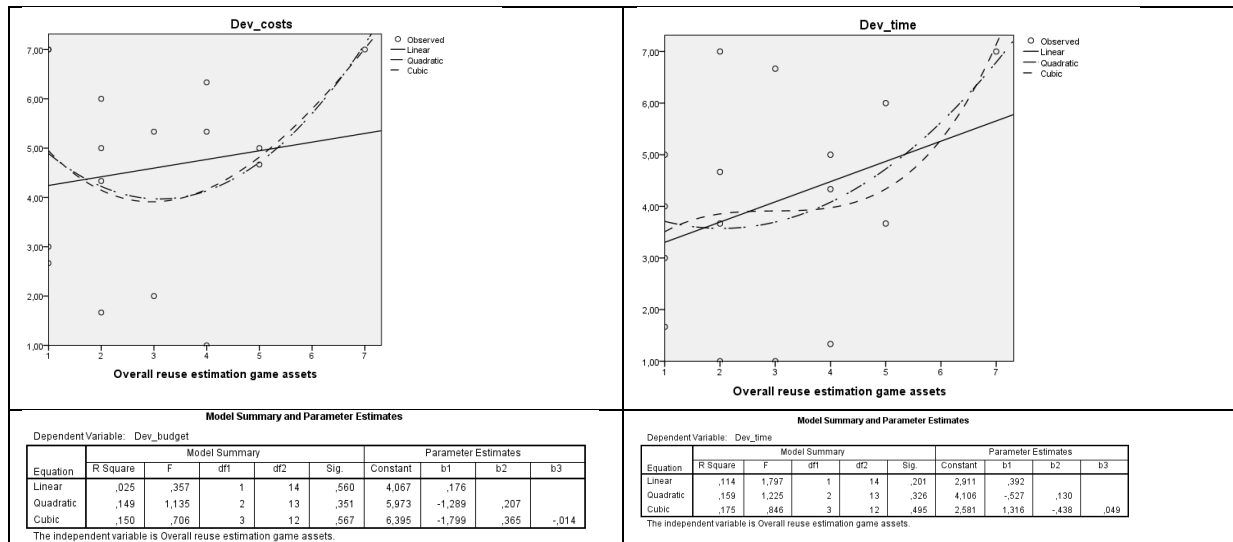 Dev_costs
Observed
Linear
Quadratic
Cubic
7,00
6,00
5,00
4,00
3,00
2,00
1,00
1 2 3 4 5 6 7
Overall reuse estimation game assets
Dev_time
Observed
Linear
Quadratic
Cubic
7,00
6,00
5,00
4,00
3,00
2,00
1,00
1 2 3 4 5 6 7
Overall reuse estimation game assets
Model Summary and Parameter Estimates
Dependent Variable: Dev_budget
Model Summary Parameter Estimates
Equation R Square F df1 df2 Sig. Constant b1 b2 b3
Linear ,025 ,357 1 14 ,560 4,067 ,176
Quadratic ,149 1,135 2 13 ,351 5,973 -1,289 ,207
Cubic ,150 ,706 3 12 ,567 6,395 -1,799 ,365 -,014
The independent variable is Overall reuse estimation game assets.
Model Summary and Parameter Estimates
Dependent Variable: Dev_time
Model Summary Parameter Estimates
Equation R Square F df1 df2 Sig. Constant b1 b2 b3
Linear ,114 1,797 1 14 ,201 2,911 ,392
Quadratic ,159 1,225 2 13 ,326 4,106 -,527 ,130
Cubic ,175 ,846 3 12 ,495 2,581 1,316 -,438 ,049
The independent variable is Overall reuse estimation game assets.